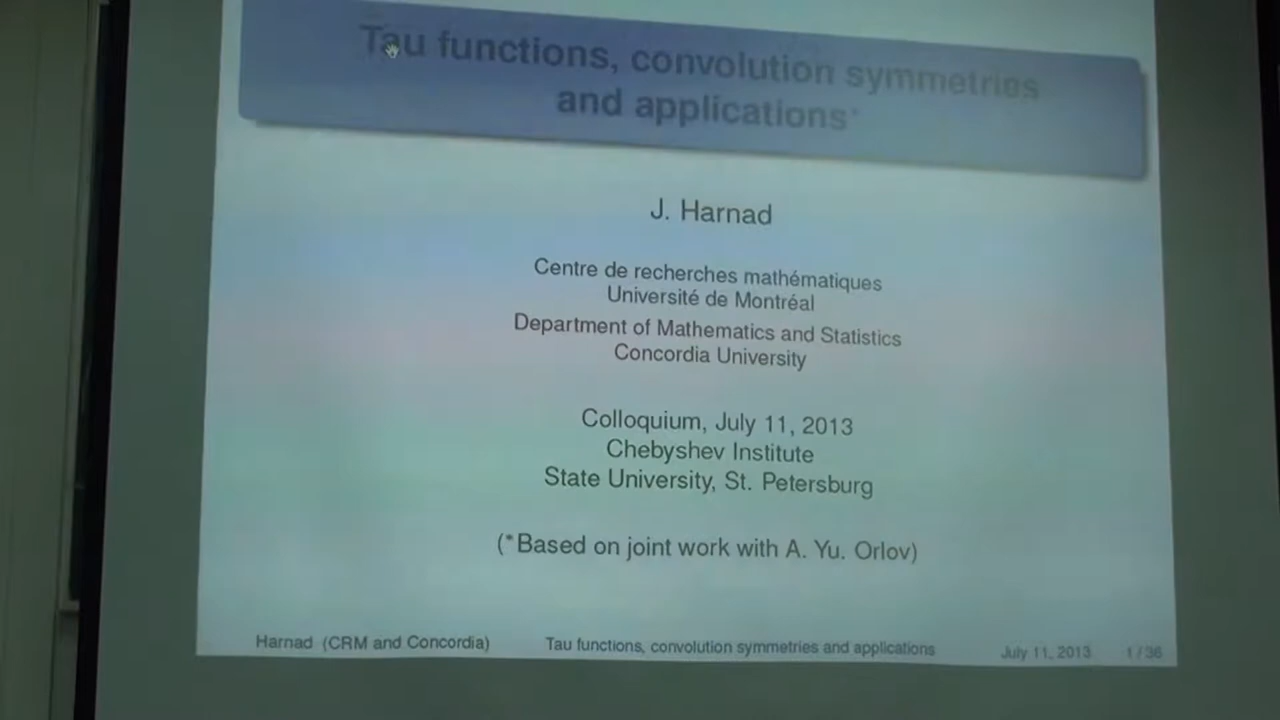 Tau functions, convolution symmetries
and applications*
J. Harnad
Centre de recherches mathématiques
Université de Montréal
Department of Mathematics and Statistics
Concordia University
Colloquium, July 11, 2013
Chebyshev Institute
State University, St. Petersburg
(*Based on joint work with A. Yu. Orlov)
Harnad (CRM and Concordia) Tau functions, convolution symmetries and applications July 11, 2013 1 / 36